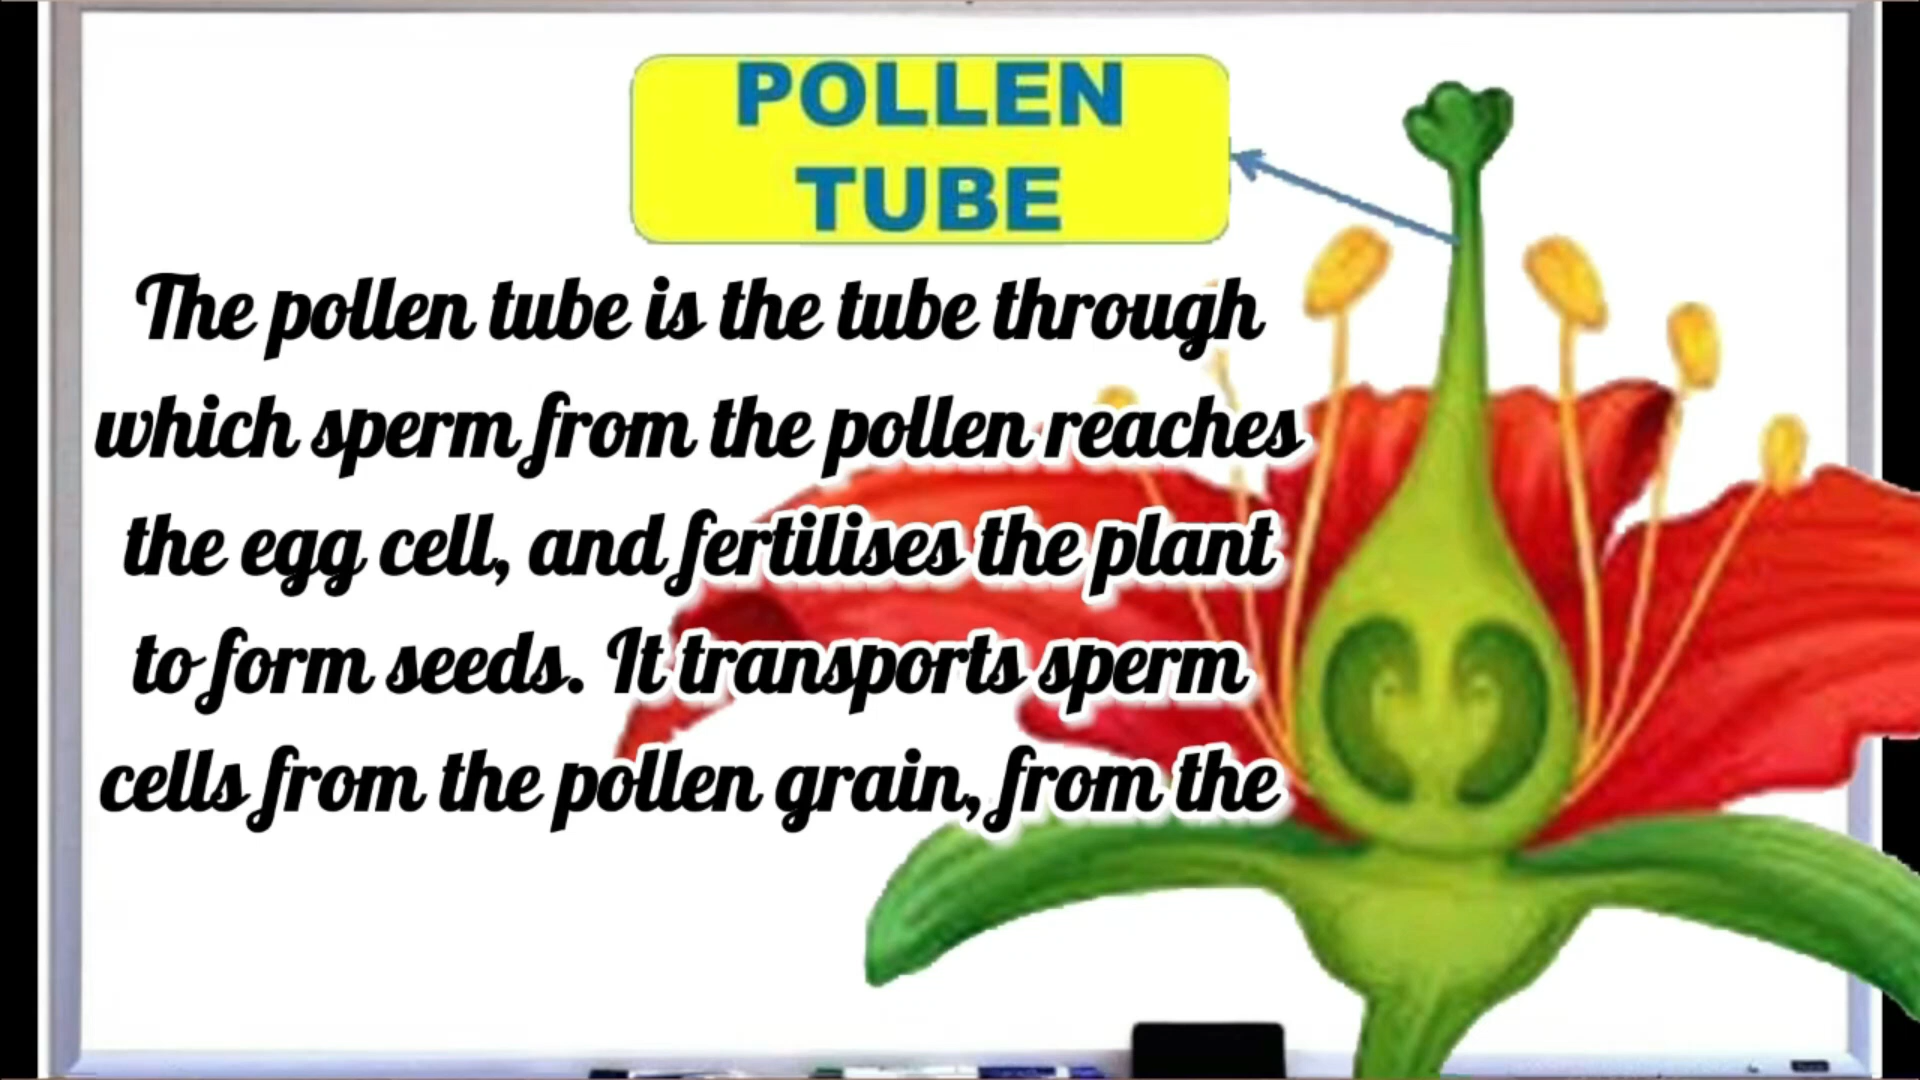 POLLEN
TUBE
The pollen tube is the tube through
which sperm from the pollen reaches
the egg cell, and fertilises the plant
to form seeds. It transports sperm
cells from the pollen grain, from the